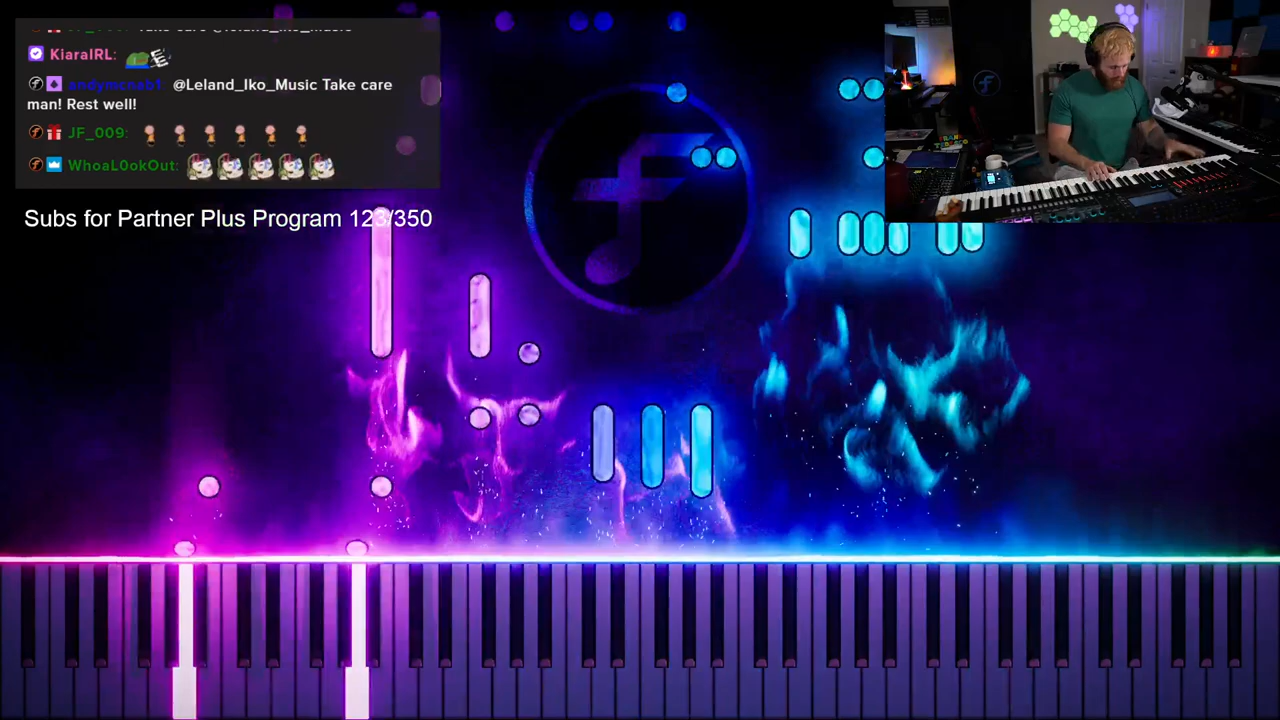 KiaraIRL:
@Leland_Iko_Music Take care
man! Rest well!
JF_009:
WhoaL0okOut:
Subs for Partner Plus Program 123/350